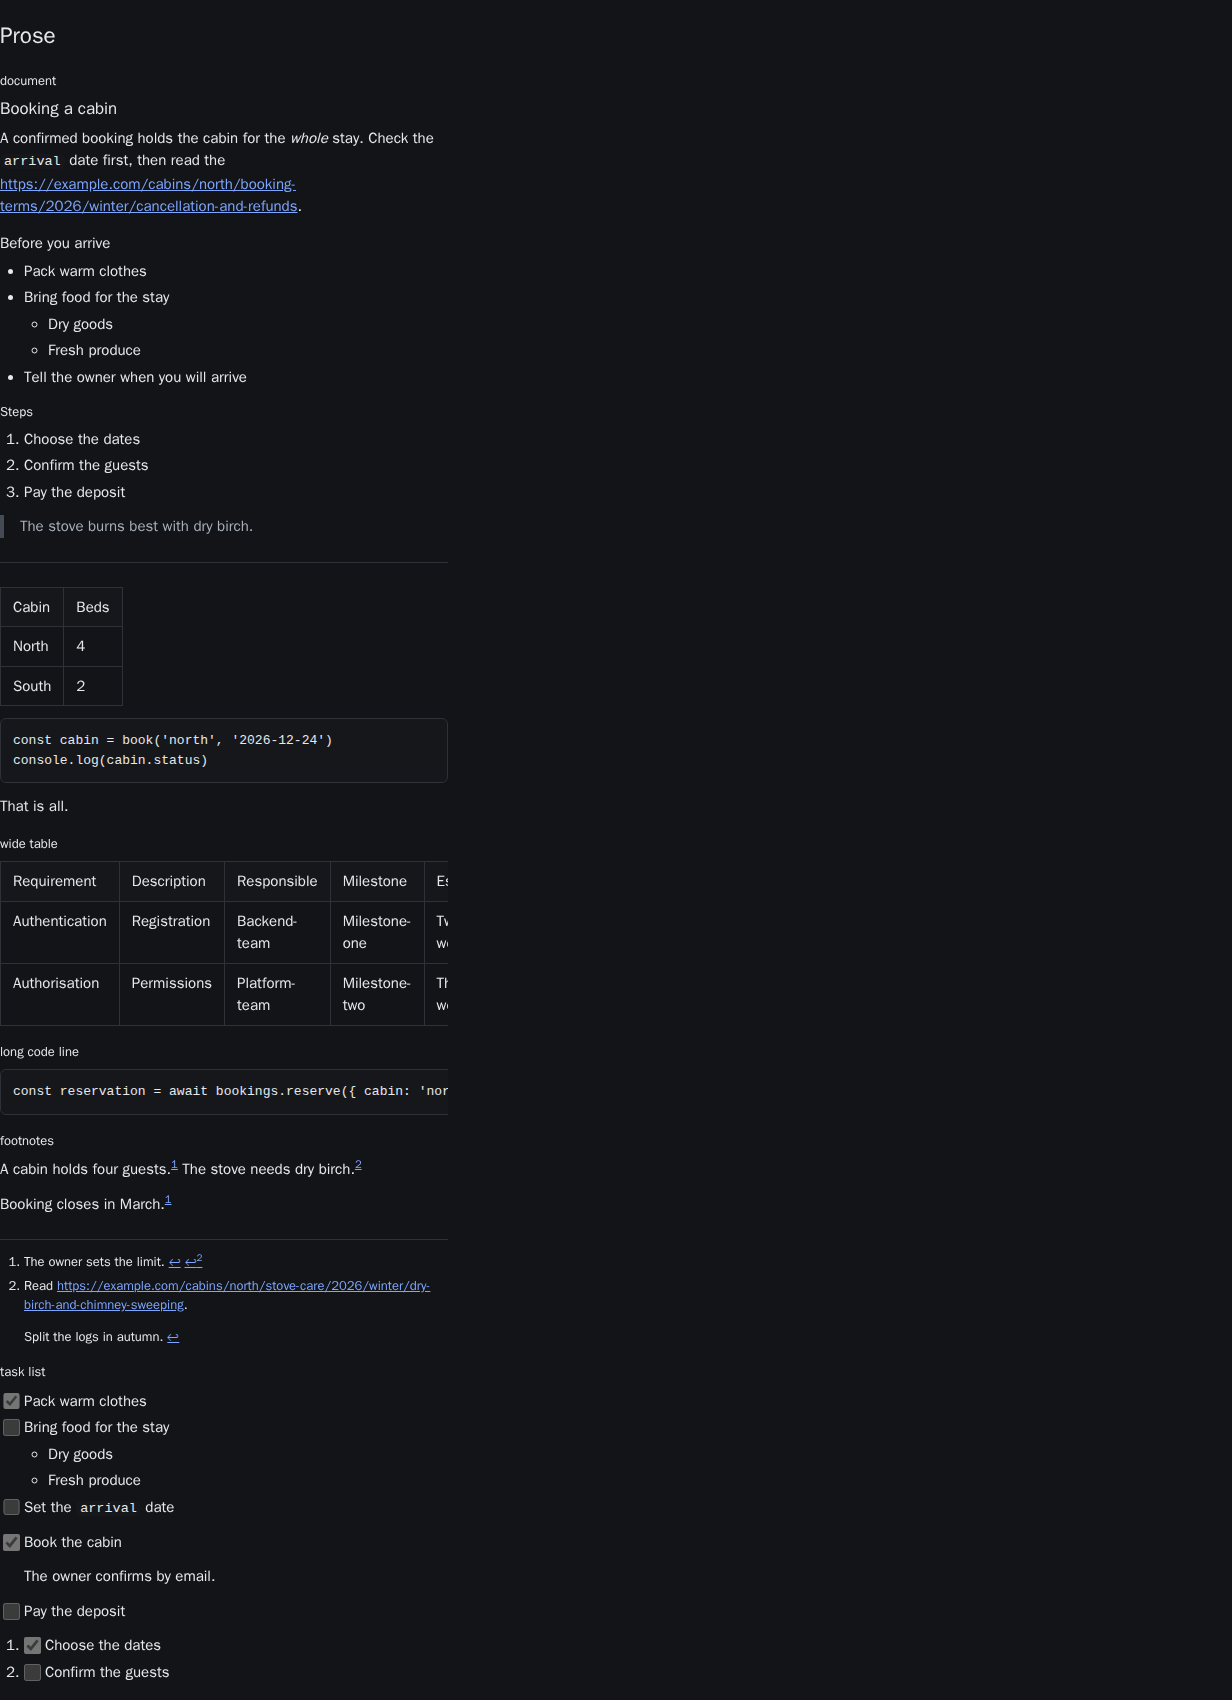 Prose
document
Booking a cabin
A confirmed booking holds the cabin for the whole stay. Check the
arrival date first, then read the
https://example.com/cabins/north/booking-
terms/2026/winter/cancellation-and-refunds.
Before you arrive
• Pack warm clothes
• Bring food for the stay
◦ Dry goods
◦ Fresh produce
• Tell the owner when you will arrive
Steps
1. Choose the dates
2. Confirm the guests
3. Pay the deposit
The stove burns best with dry birch.
Cabin Beds
North 4
South 2
const cabin = book('north', '2026-12-24')
console.log(cabin.status)
That is all.
wide table
Requirement Description Responsible Milestone
Authentication Registration Backend-
team Milestone-
one
Authorisation Permissions Platform-
team Milestone-
two
long code line
const reservation = await bookings.reserve({ cabin: 'nor
footnotes
A cabin holds four guests.1 The stove needs dry birch.2
Booking closes in March.1
1. The owner sets the limit. ↩ ↩2
2. Read https://example.com/cabins/north/stove-care/2026/winter/dry-
birch-and-chimney-sweeping.
Split the logs in autumn. ↩
task list
Pack warm clothes
Bring food for the stay
◦ Dry goods
◦ Fresh produce
Set the arrival date
Book the cabin
The owner confirms by email.
Pay the deposit
1. Choose the dates
2. Confirm the guests